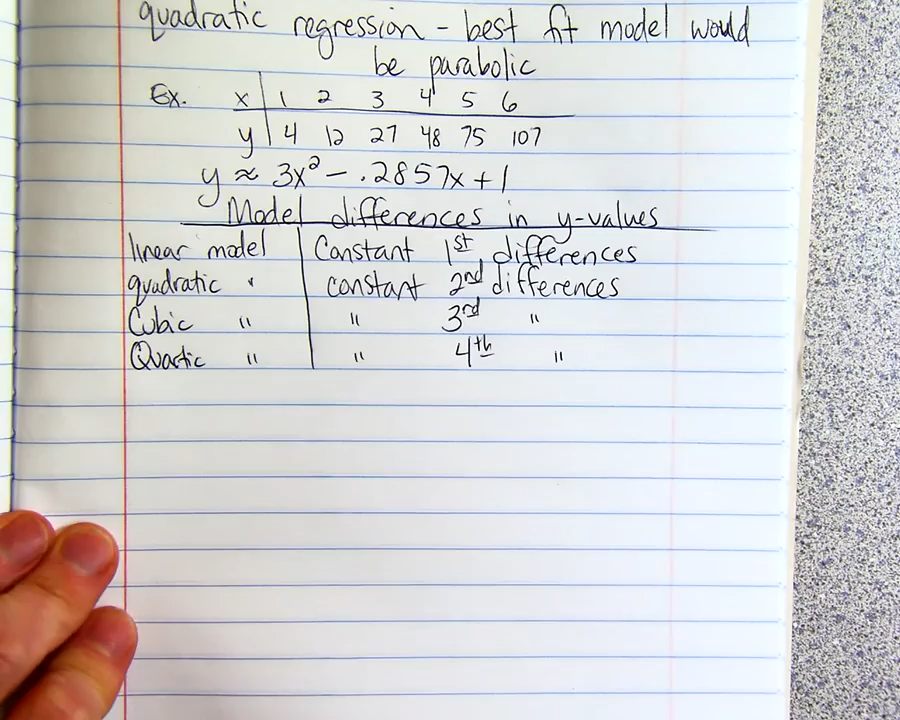 quadratic regression - best fit model would
be parabolic
Ex. x | 1 2 3 4 5 6
y | 4 12 27 48 75 107
y ≈ 3x² - .2857x + 1
Model differences in y-values
linear model | Constant 1st differences
quadratic " | constant 2nd differences
Cubic " | " 3rd "
Quartic " | " 4th "